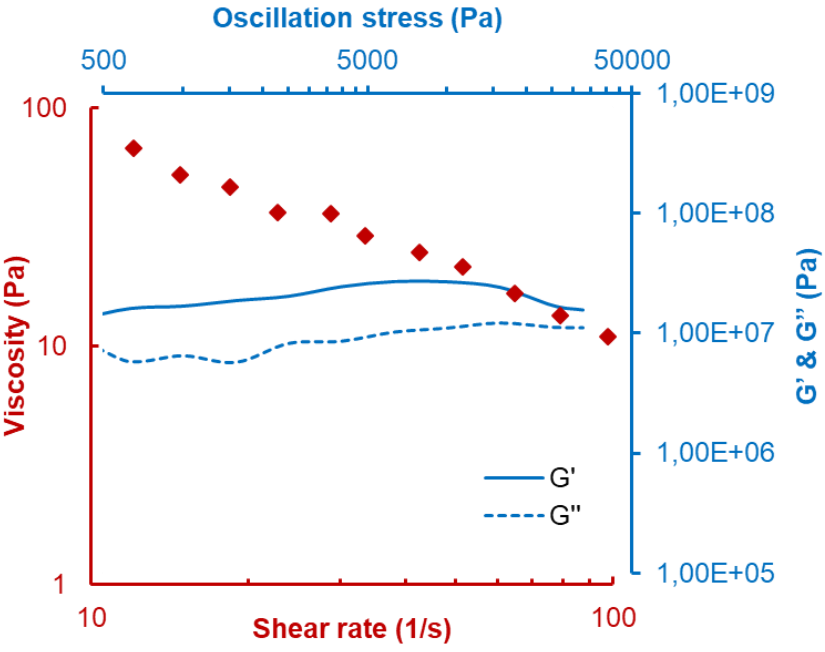 Oscillation stress (Pa)
500 5000 50000
100
10
1
Viscosity (Pa)
1,00E+09
1,00E+08
1,00E+07
1,00E+06
1,00E+05
G’ & G’’ (Pa)
G'
G''
10 100
Shear rate (1/s)